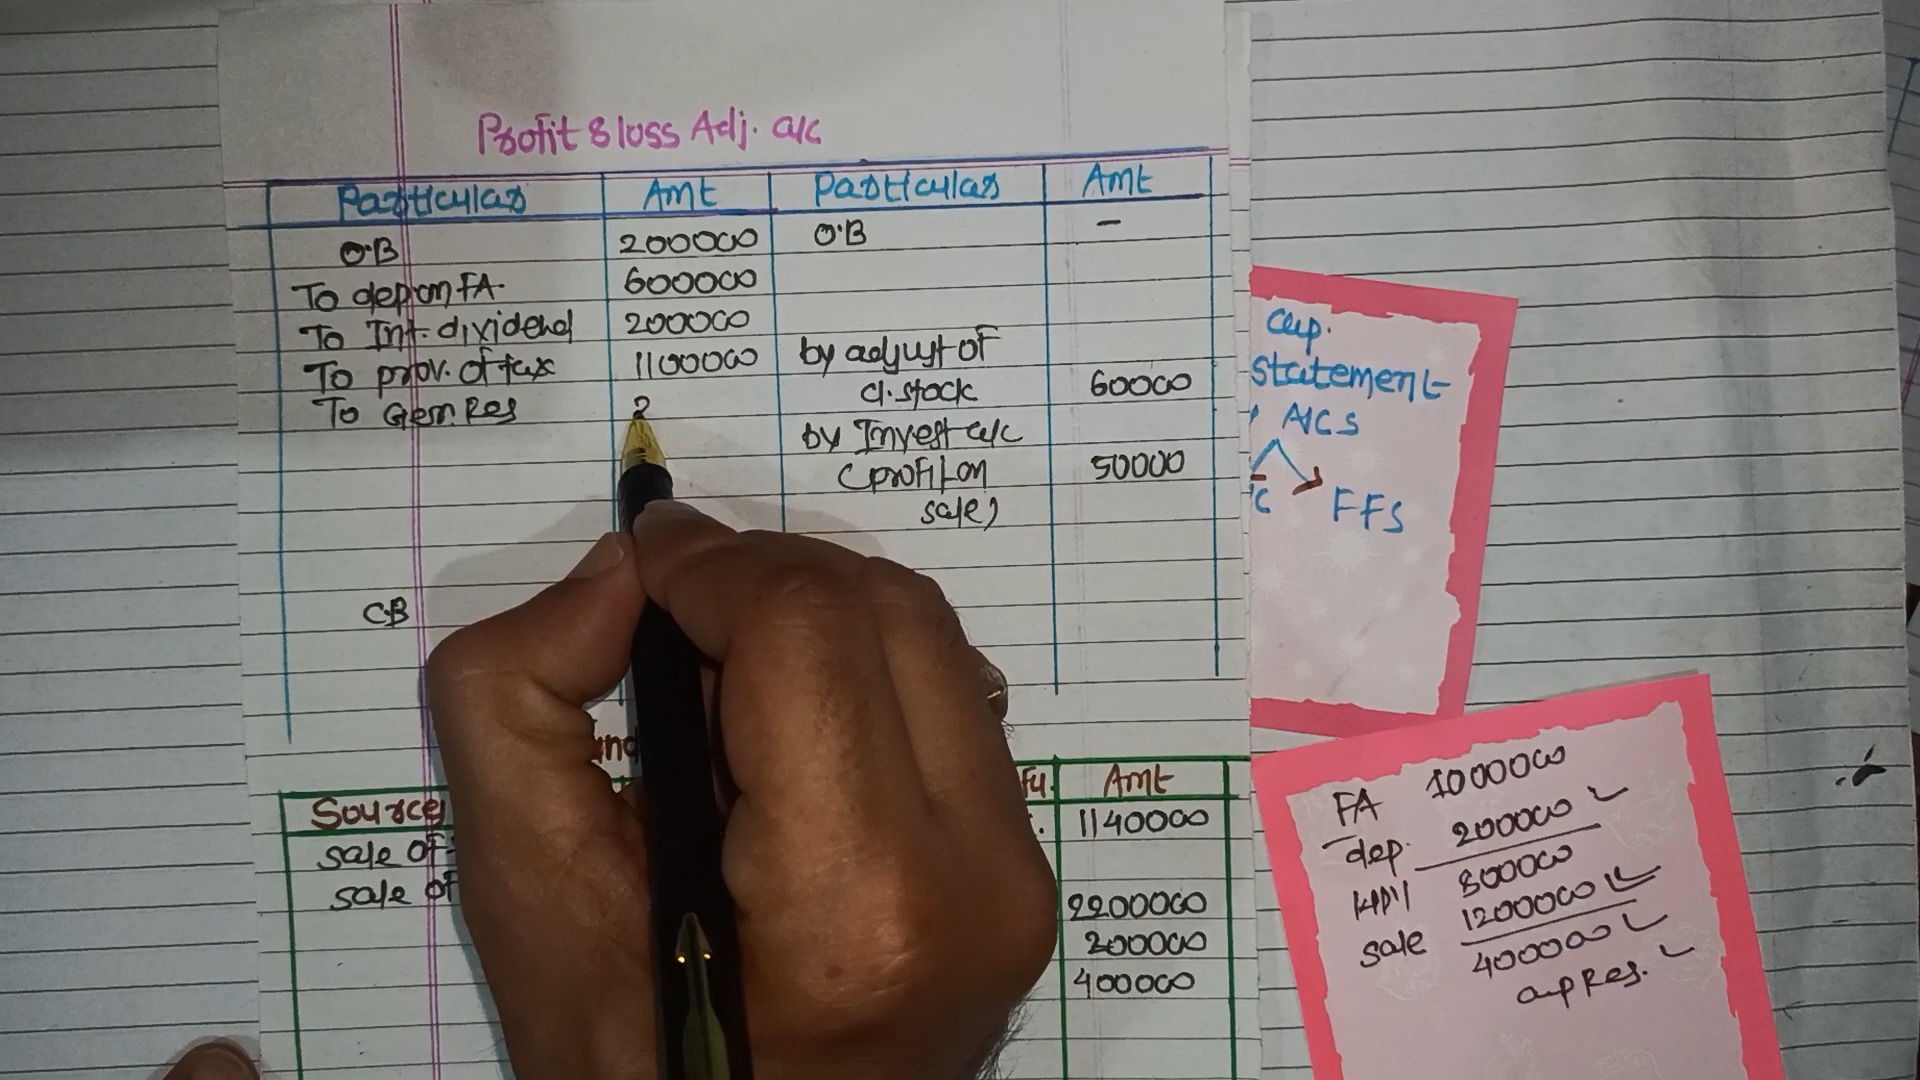 Profit & loss Adj. a/c
Particulars Amt Particulars Amt
O.B 200000 O.B -
To dep on FA. 600000
To Int. dividend 200000
To prov. of tax 1100000 by adjust of
cl. stock 60000
To Gen. Res 2 by Invest a/c
(profit on 50000
sale)
CB
Source Amt
sale of 1140000
sale of 2200000
200000
400000
cap.
statement
ACS
FFS
FA 1000000
dep. 200000
800000
1200000
sale 400000
cap Res.